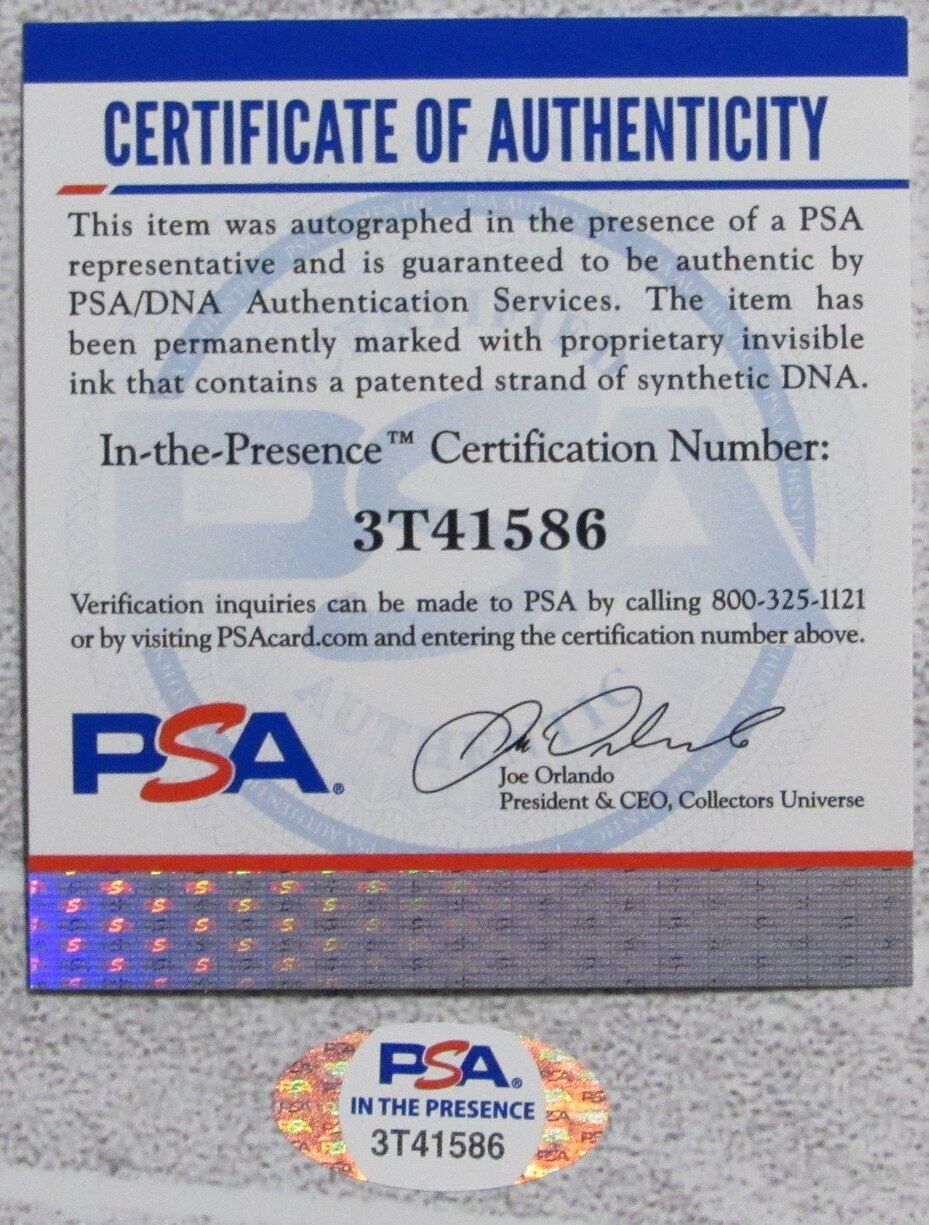 CERTIFICATE OF AUTHENTICITY
This item was autographed in the presence of a PSA
representative and is guaranteed to be authentic by
PSA/DNA Authentication Services. The item has
been permanently marked with proprietary invisible
ink that contains a patented strand of synthetic DNA.
In-the-Presence™ Certification Number:
3T41586
Verification inquiries can be made to PSA by calling 800-325-1121
or by visiting PSAcard.com and entering the certification number above.
PSA®
Joe Orlando
President & CEO, Collectors Universe
PSA®
IN THE PRESENCE
3T41586